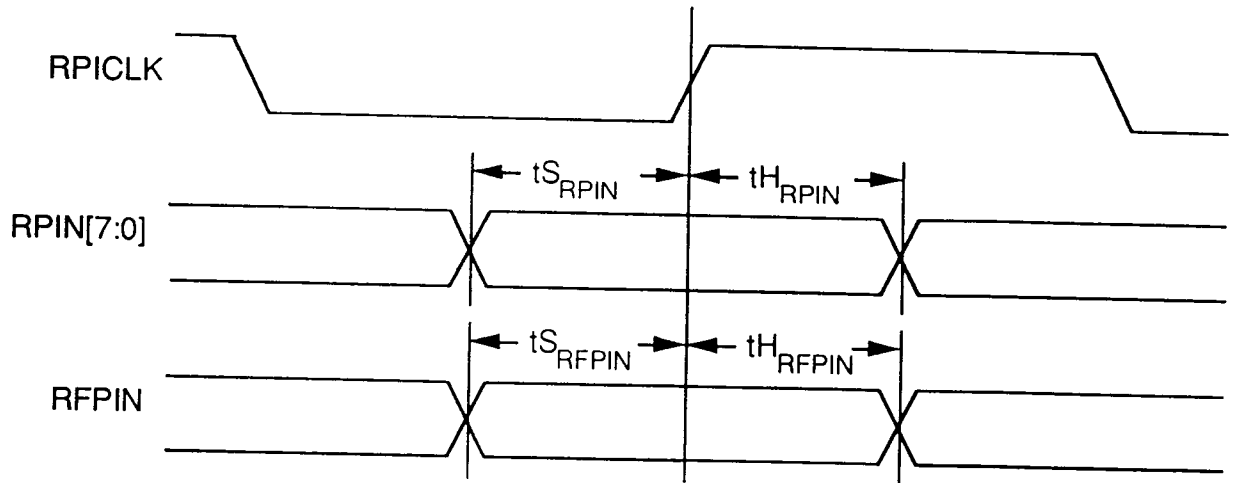 RPICLK
tS_RPIN tH_RPIN
RPIN[7:0]
tS_RFPIN tH_RFPIN
RFPIN